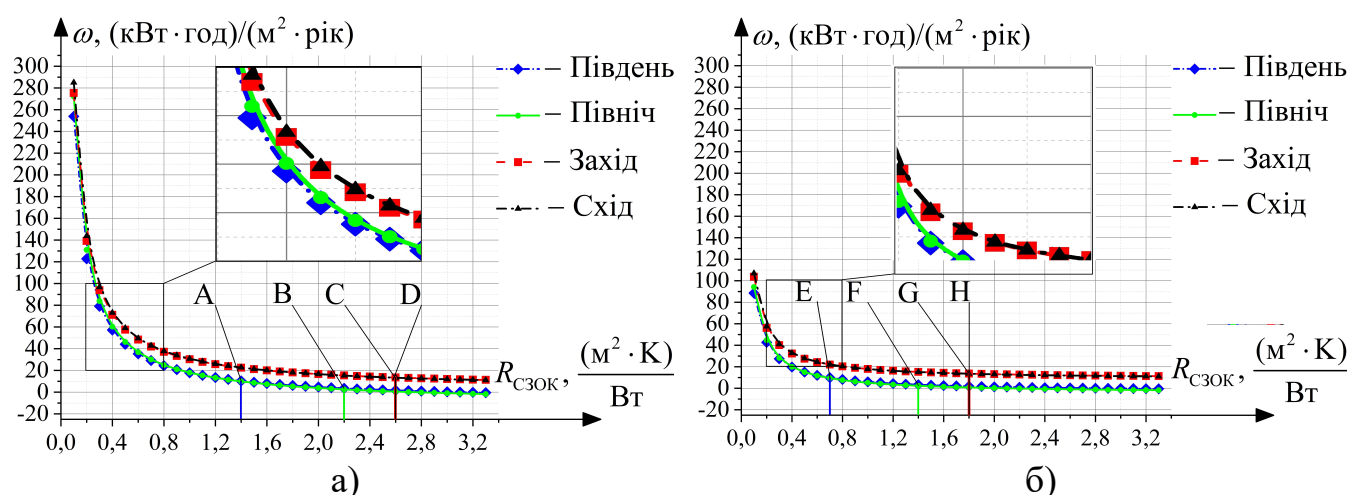 ω, (кВт · год)/(м² · рік)
300
280
260
240
220
200
180
160
140
120
100
80
60
40
20
0
-20
– Південь
– Північ
– Захід
– Схід
A B C D
R СЗОК, (м² · K)/Вт
0,0 0,4 0,8 1,2 1,6 2,0 2,4 2,8 3,2
а)
ω, (кВт · год)/(м² · рік)
300
280
260
240
220
200
180
160
140
120
100
80
60
40
20
0
-20
– Південь
– Північ
– Захід
– Схід
E F G H
R СЗОК, (м² · K)/Вт
0,0 0,4 0,8 1,2 1,6 2,0 2,4 2,8 3,2
б)